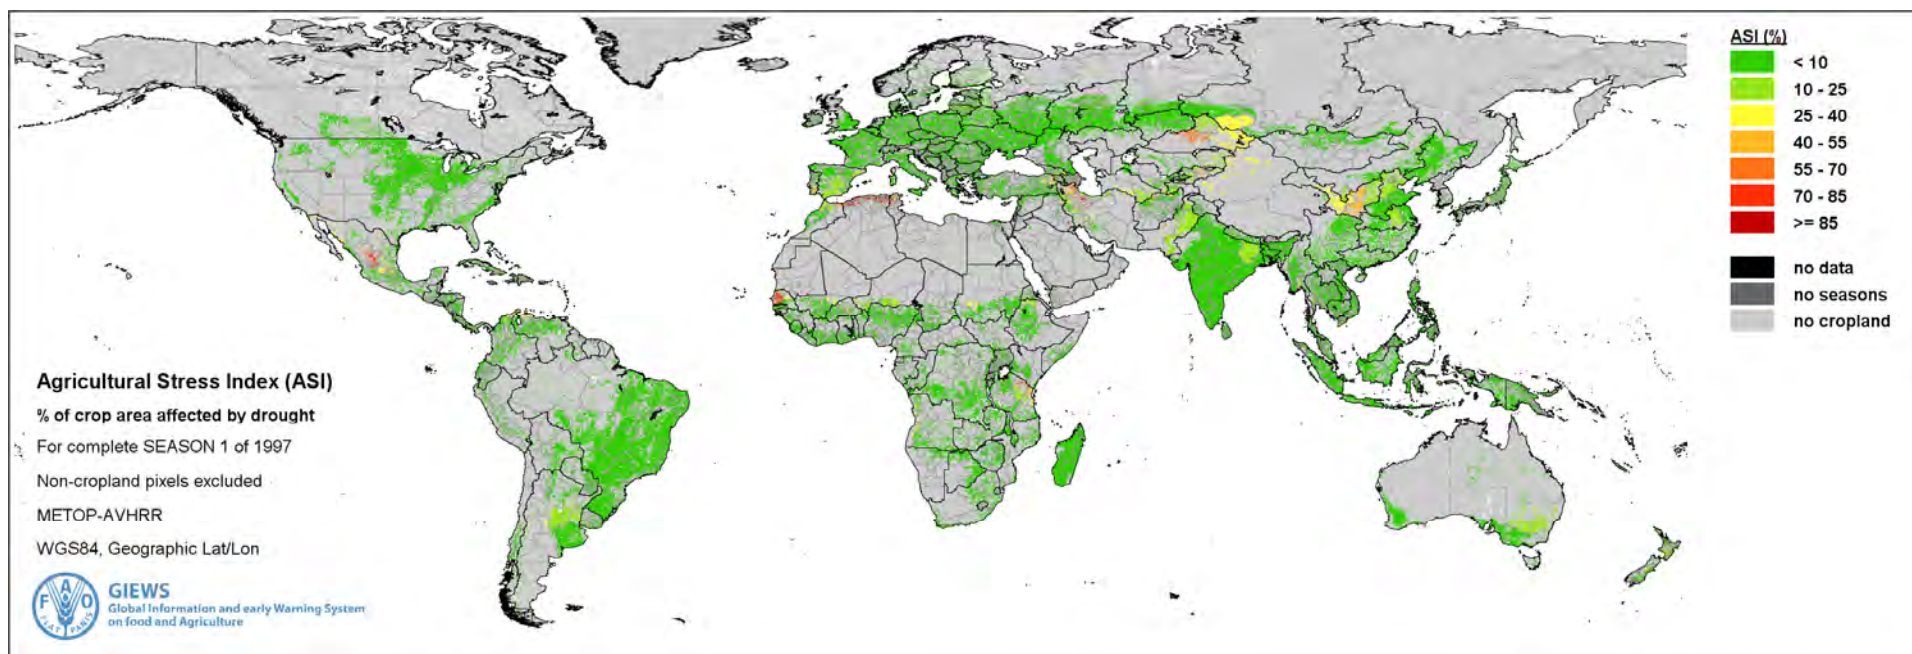 Agricultural Stress Index (ASI)
% of crop area affected by drought
For complete SEASON 1 of 1997
Non-cropland pixels excluded
METOP-AVHRR
WGS84, Geographic Lat/Lon
F A O
FIAT PANIS
GIEWS
Global Information and early Warning System
on food and Agriculture
ASI (%)
< 10
10 - 25
25 - 40
40 - 55
55 - 70
70 - 85
>= 85
no data
no seasons
no cropland